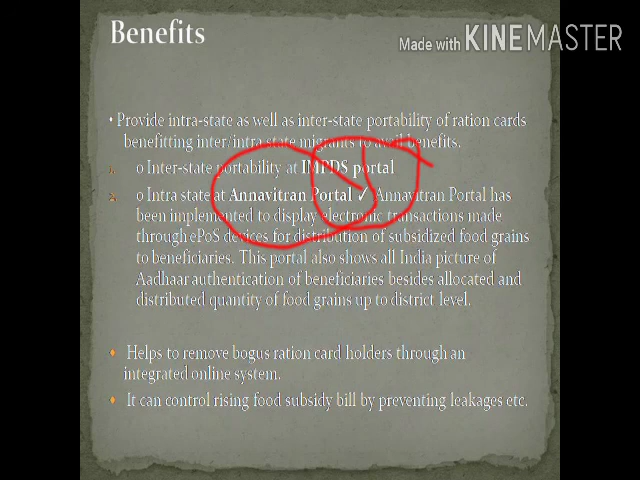 Benefits
Made with KINEMASTER
• Provide intra-state as well as inter-state portability of ration cards
benefitting inter/intra state migrants to avail benefits.
o Inter-state portability at IMPDS portal
o Intra state at Annavitran Portal ✓ Annavitran Portal has
been implemented to display electronic transactions made
through ePoS devices for distribution of subsidized food grains
to beneficiaries. This portal also shows all India picture of
Aadhaar authentication of beneficiaries besides allocated and
distributed quantity of food grains up to district level.
♦ Helps to remove bogus ration card holders through an
integrated online system.
♦ It can control rising food subsidy bill by preventing leakages etc.